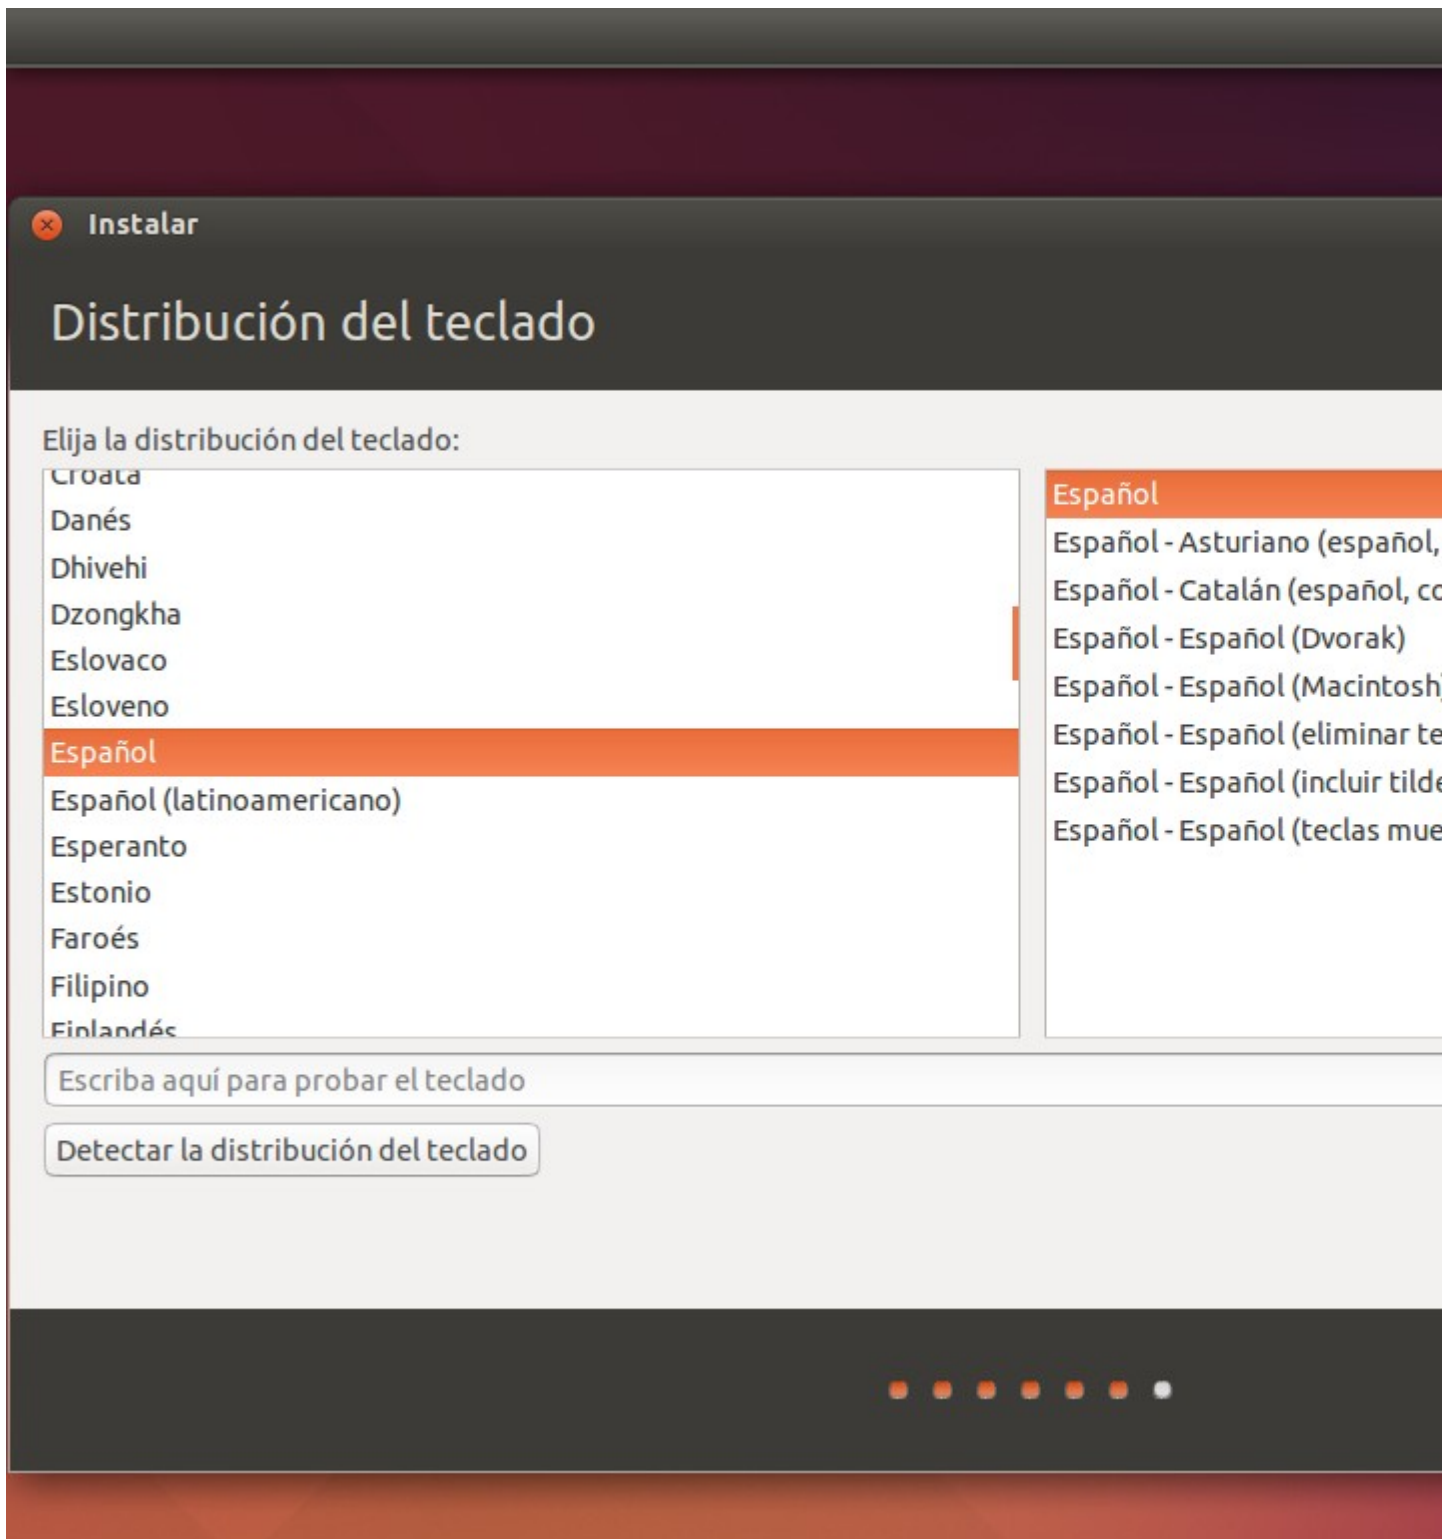 Instalar
Distribución del teclado
Elija la distribución del teclado:
Croata
Danés
Dhivehi
Dzongkha
Eslovaco
Esloveno
Español
Español (latinoamericano)
Esperanto
Estonio
Faroés
Filipino
Finlandés
Español
Español - Asturiano (español,
Español - Catalán (español, co
Español - Español (Dvorak)
Español - Español (Macintosh)
Español - Español (eliminar te
Español - Español (incluir tilde
Español - Español (teclas mue
Escriba aquí para probar el teclado
Detectar la distribución del teclado